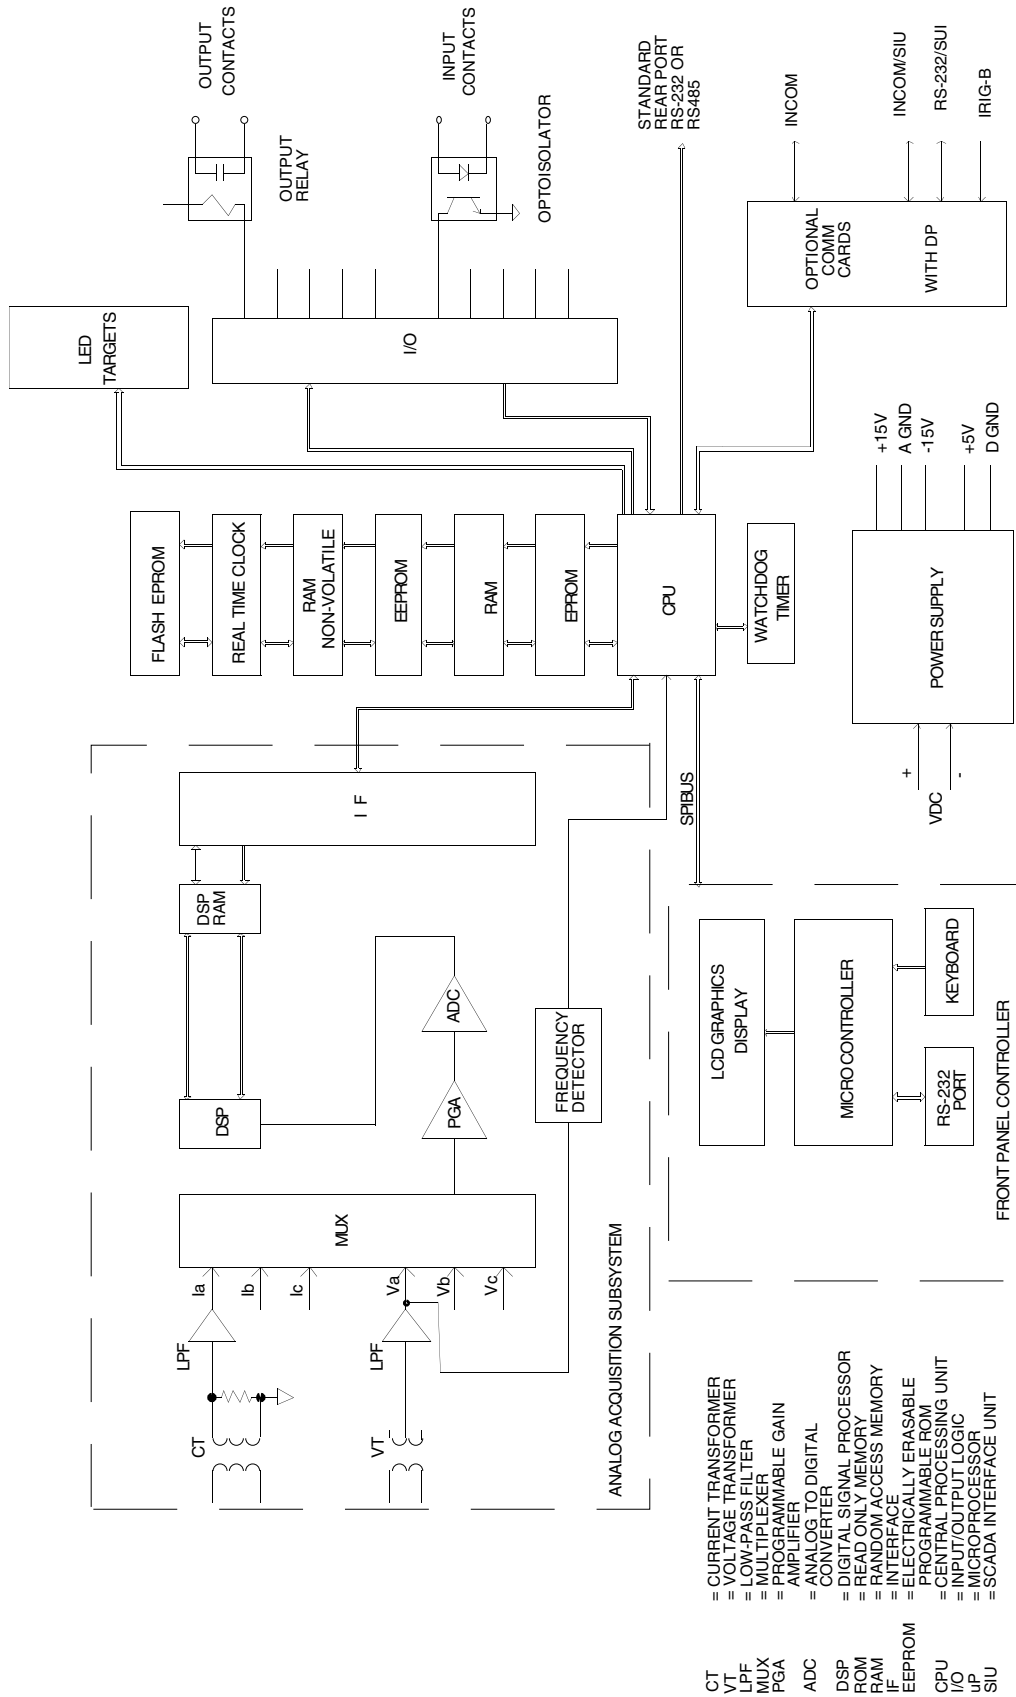 CT
LPF
VT
LPF
Ia
Ib
Ic
Va
Vb
Vc
MUX
PGA
ADC
DSP
DSP
RAM
I F
FREQUENCY
DETECTOR
ANALOG ACQUISITION SUBSYSTEM
FLASH EPROM
REAL TIME CLOCK
RAM
NON-VOLATILE
EEPROM
RAM
EPROM
CPU
WATCHDOG
TIMER
SPIBUS
LED
TARGETS
I/O
OUTPUT
CONTACTS
OUTPUT
RELAY
INPUT
CONTACTS
OPTOISOLATOR
STANDARD
REAR PORT
RS-232 OR
RS485
OPTIONAL
COMM
CARDS
WITH DP
INCOM
INCOM/SIU
RS-232/SUI
IRIG-B
POWER SUPPLY
+15V
A GND
-15V
+5V
D GND
+
VDC
-
LCD GRAPHICS
DISPLAY
MICROCONTROLLER
RS-232
PORT
KEYBOARD
FRONT PANEL CONTROLLER
CT = CURRENT TRANSFORMER
VT = VOLTAGE TRANSFORMER
LPF = LOW-PASS FILTER
MUX = MULTIPLEXER
PGA = PROGRAMMABLE GAIN
AMPLIFIER
ADC = ANALOG TO DIGITAL
CONVERTER
DSP = DIGITAL SIGNAL PROCESSOR
ROM = READ ONLY MEMORY
RAM = RANDOM ACCESS MEMORY
IF = INTERFACE
EEPROM = ELECTRICALLY ERASABLE
PROGRAMMABLE ROM
CPU = CENTRAL PROCESSING UNIT
I/O = INPUT/OUTPUT LOGIC
uP = MICROPROCESSOR
SIU = SCADA INTERFACE UNIT